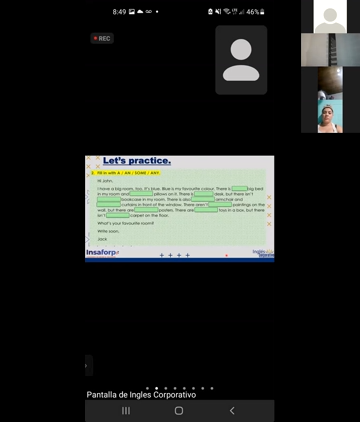 8:49
46%
REC
Let's practice.
1. Fill in with A / AN / SOME / ANY.
Hi John,
I have a big room, too. It's blue. Blue is my favourite colour. There is big bed
in my room and pillows on it. There is desk, but there isn't
bookcase in my room. There is also armchair and
curtains in front of the window. There aren't paintings on the
wall, but there are posters. There are toys in a box, but there
isn't carpet on the floor.
What's your favourite room?
Write soon,
Jack
Insaforp
Pantalla de Ingles Corporativo